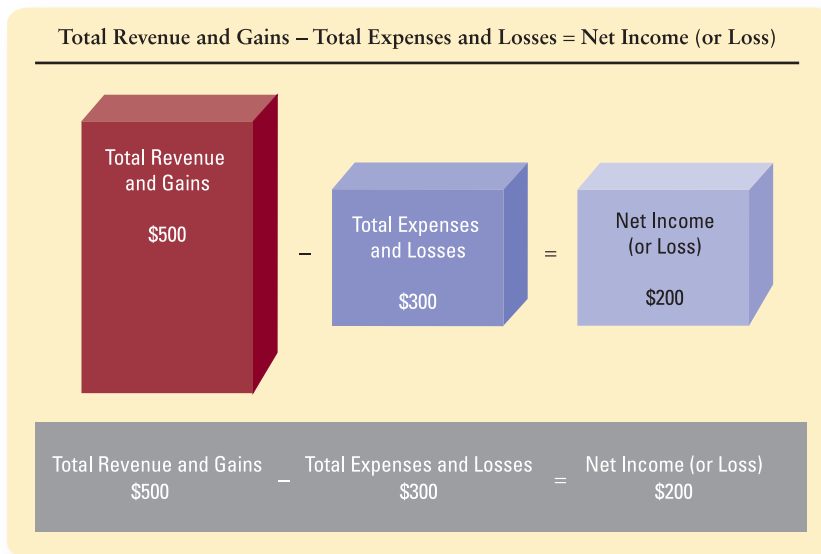 Total Revenue and Gains – Total Expenses and Losses = Net Income (or Loss)
Total Revenue
and Gains
$500
–
Total Expenses
and Losses
$300
=
Net Income
(or Loss)
$200
Total Revenue and Gains – Total Expenses and Losses = Net Income (or Loss)
$500 $300 $200